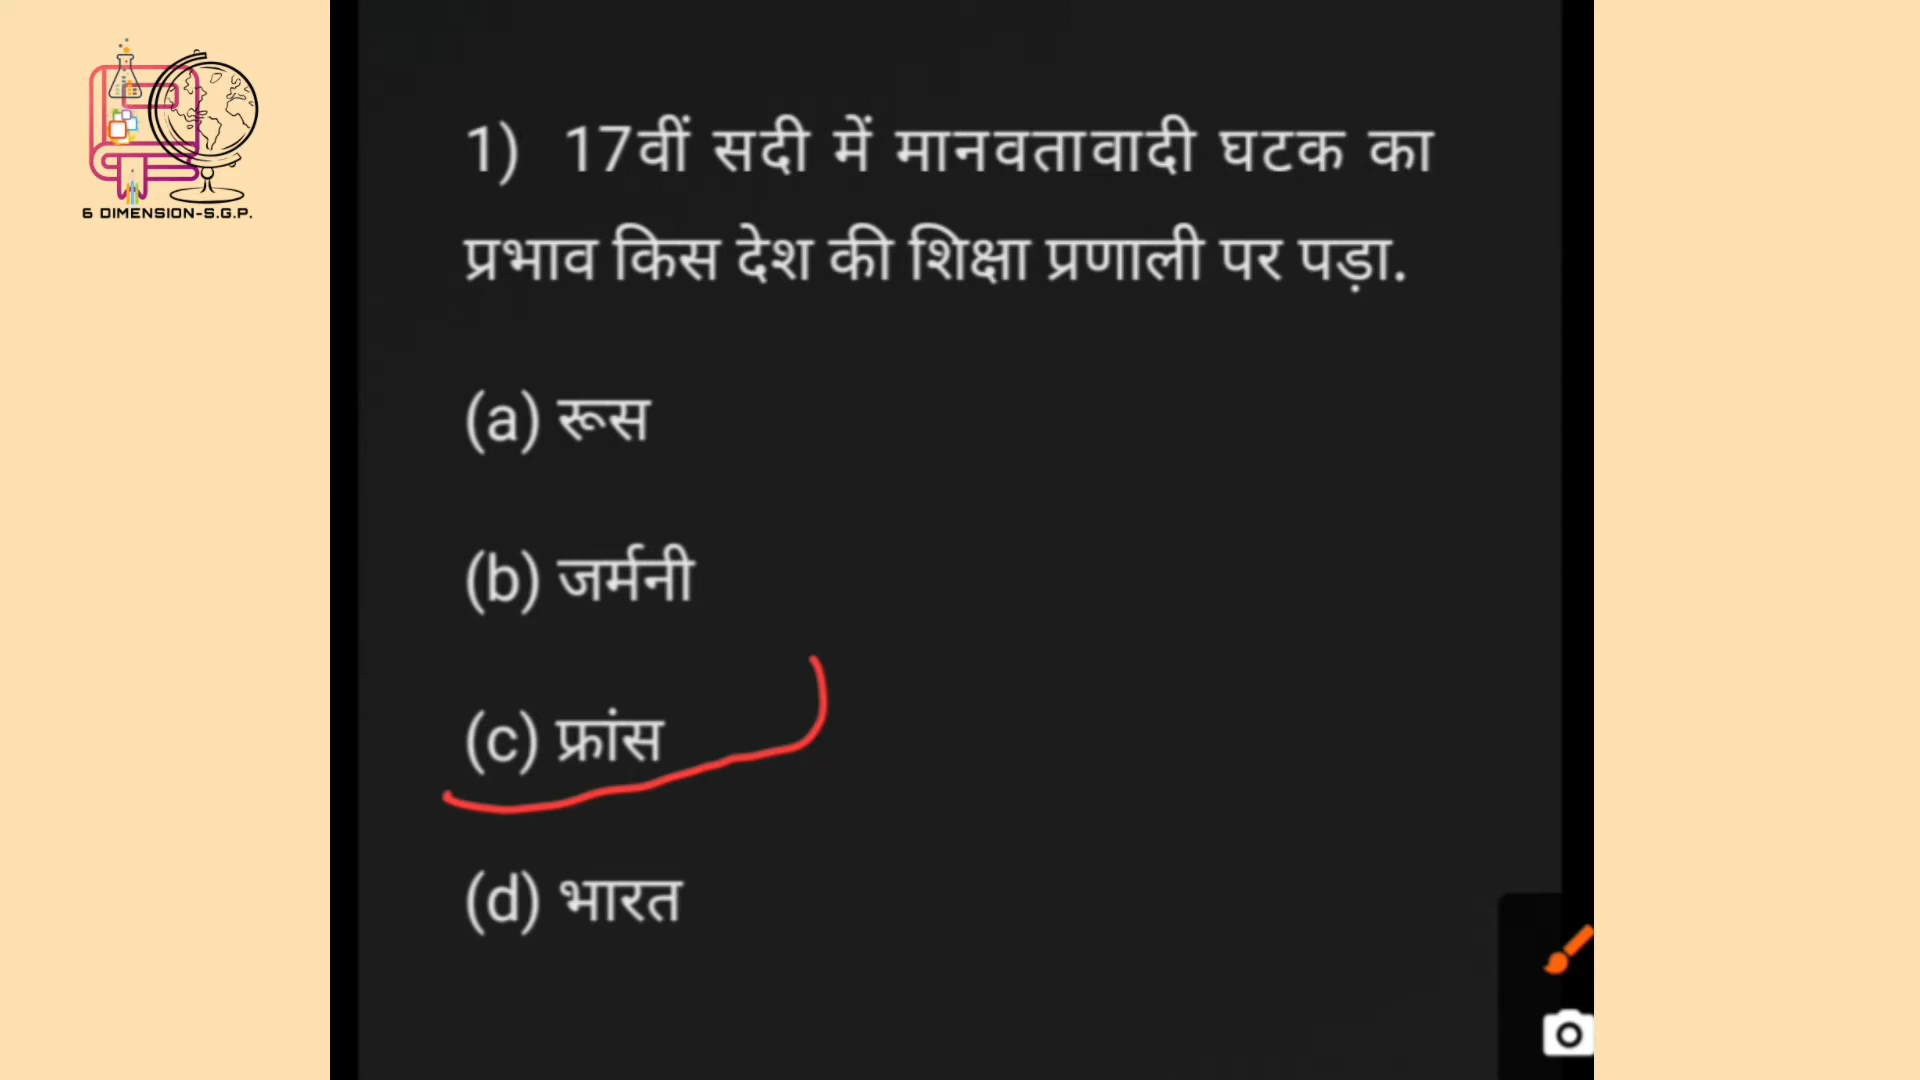 6 DIMENSION-S.G.P.
1) 17वीं सदी में मानवतावादी घटक का
प्रभाव किस देश की शिक्षा प्रणाली पर पड़ा.
(a) रूस
(b) जर्मनी
(c) फ्रांस
(d) भारत